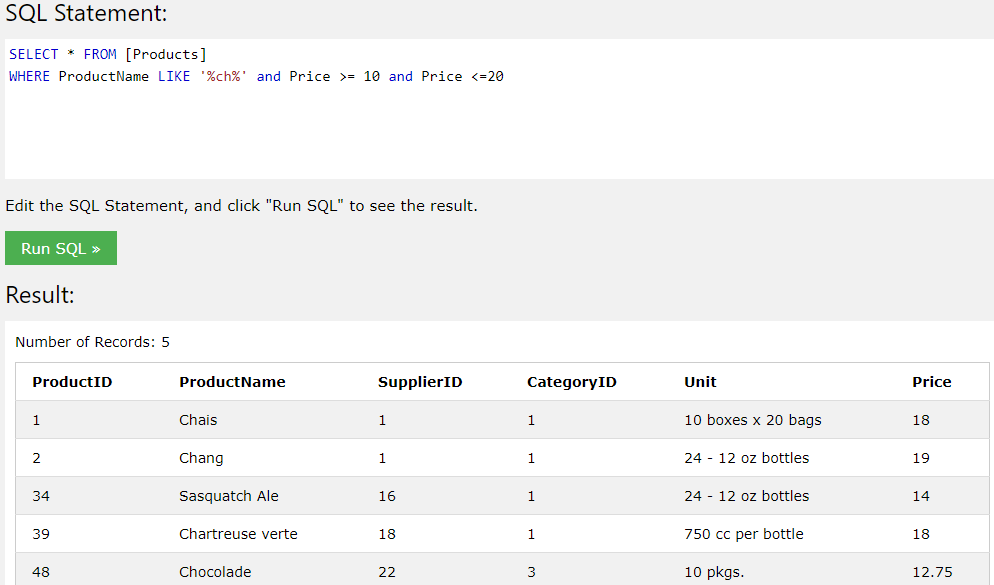 SQL Statement:
SELECT * FROM [Products]
WHERE ProductName LIKE '%ch%' and Price >= 10 and Price <=20
Edit the SQL Statement, and click "Run SQL" to see the result.
Run SQL »
Result:
Number of Records: 5
ProductID ProductName SupplierID CategoryID Unit Price
1 Chais 1 1 10 boxes x 20 bags 18
2 Chang 1 1 24 - 12 oz bottles 19
34 Sasquatch Ale 16 1 24 - 12 oz bottles 14
39 Chartreuse verte 18 1 750 cc per bottle 18
48 Chocolade 22 3 10 pkgs. 12.75